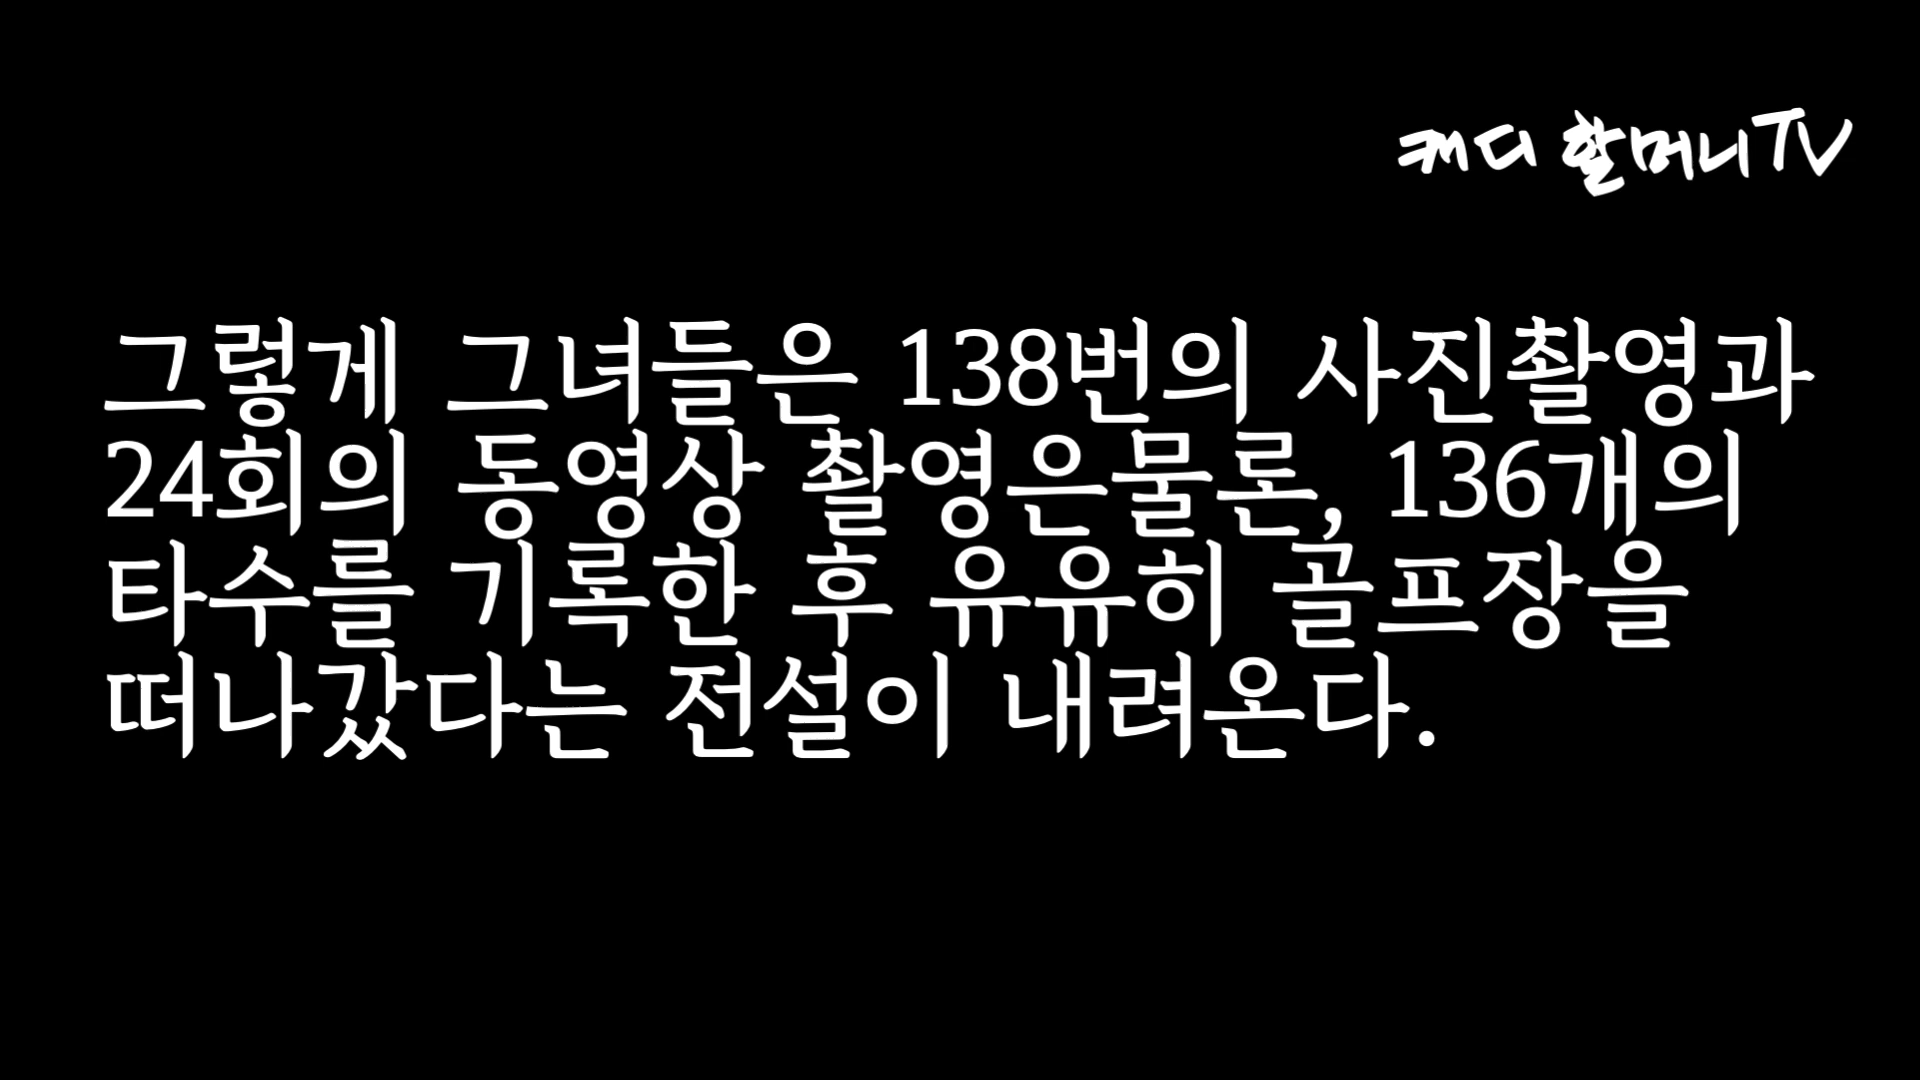 캐디 할머니TV
그렇게 그녀들은 138번의 사진촬영과
24회의 동영상 촬영은물론, 136개의
타수를 기록한 후 유유히 골프장을
떠나갔다는 전설이 내려온다.